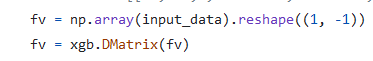 fv = np.array(input_data).reshape((1, -1))
fv = xgb.DMatrix(fv)